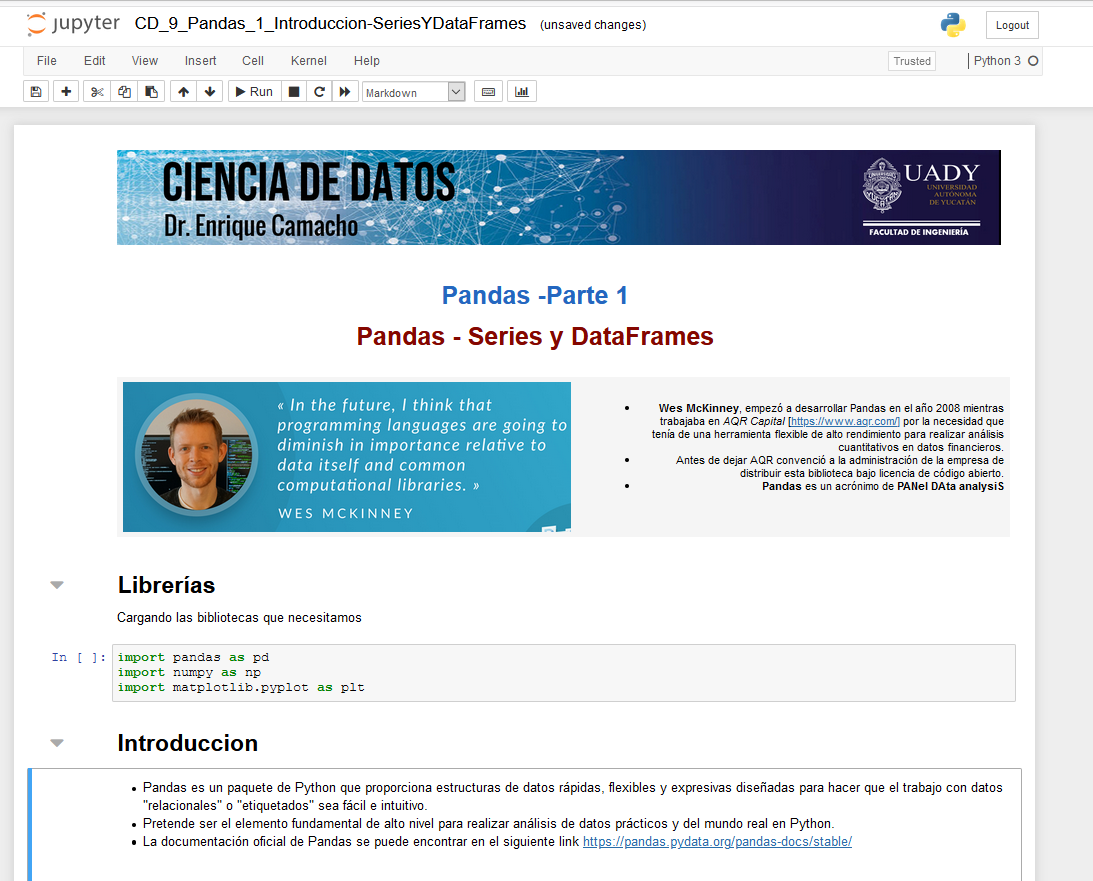 jupyter CD_9_Pandas_1_Introduccion-SeriesYDataFrames (unsaved changes) Logout
File Edit View Insert Cell Kernel Help Trusted Python 3
Run Markdown
CIENCIA DE DATOS
Dr. Enrique Camacho
UADY
UNIVERSIDAD
AUTÓNOMA
DE YUCATÁN
FACULTAD DE INGENIERÍA
Pandas -Parte 1
Pandas - Series y DataFrames
« In the future, I think that
programming languages are going to
diminish in importance relative to
data itself and common
computational libraries. »
WES MCKINNEY
Wes McKinney, empezó a desarrollar Pandas en el año 2008 mientras
trabajaba en AQR Capital [https://www.aqr.com/] por la necesidad que
tenía de una herramienta flexible de alto rendimiento para realizar análisis
cuantitativos en datos financieros.
Antes de dejar AQR convenció a la administración de la empresa de
distribuir esta biblioteca bajo licencia de código abierto.
Pandas es un acrónimo de PANel DAta analysiS
Librerías
Cargando las bibliotecas que necesitamos
In [ ]: import pandas as pd
import numpy as np
import matplotlib.pyplot as plt
Introduccion
Pandas es un paquete de Python que proporciona estructuras de datos rápidas, flexibles y expresivas diseñadas para hacer que el trabajo con datos
"relacionales" o "etiquetados" sea fácil e intuitivo.
Pretende ser el elemento fundamental de alto nivel para realizar análisis de datos prácticos y del mundo real en Python.
La documentación oficial de Pandas se puede encontrar en el siguiente link https://pandas.pydata.org/pandas-docs/stable/